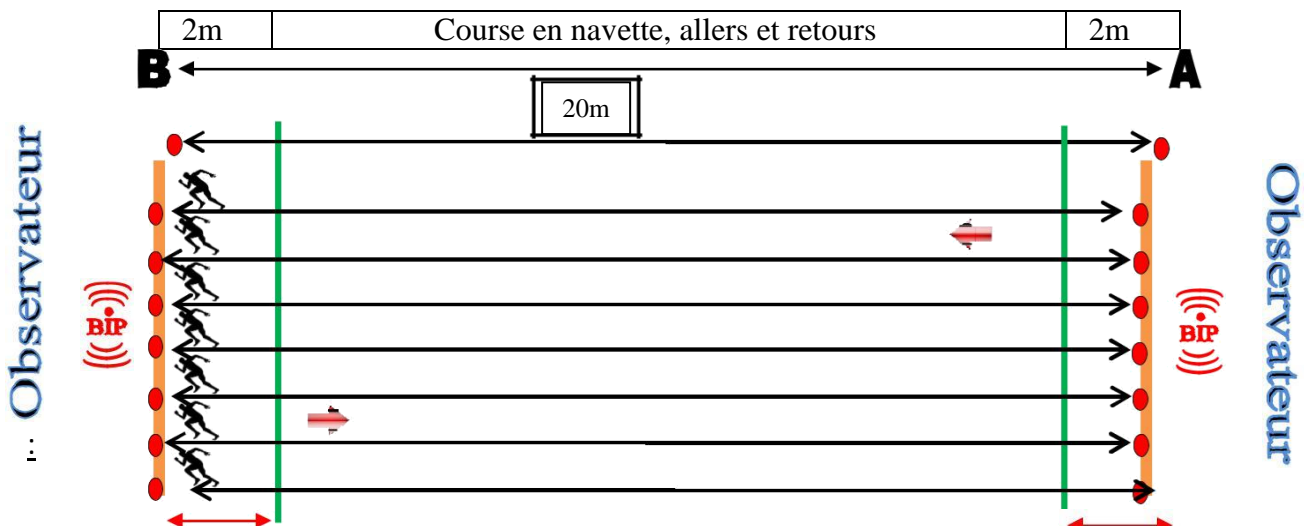 2m Course en navette, allers et retours 2m
B A
20m
Observateur
Observateur
BIP
BIP
: